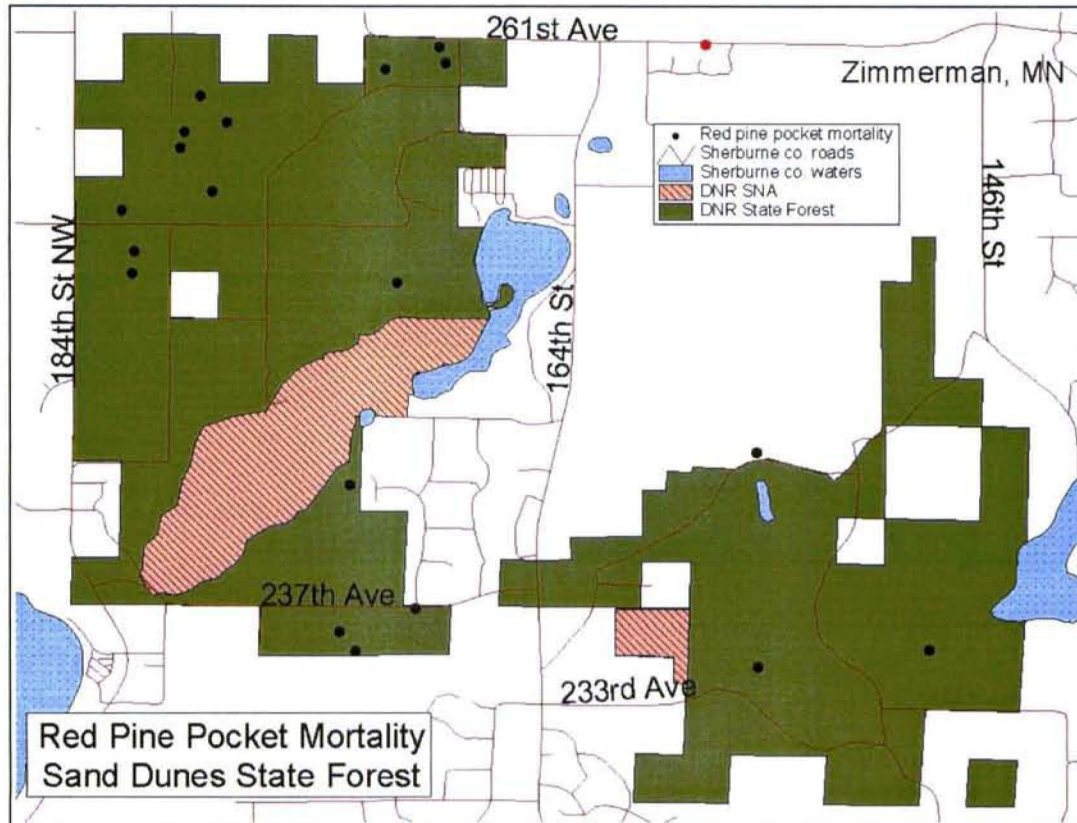 261st Ave
Zimmerman, MN
Red pine pocket mortality
Sherburne co. roads
Sherburne co. waters
DNR SNA
DNR State Forest
146th St
184th St NW
164th St
237th Ave
233rd Ave
Red Pine Pocket Mortality
Sand Dunes State Forest